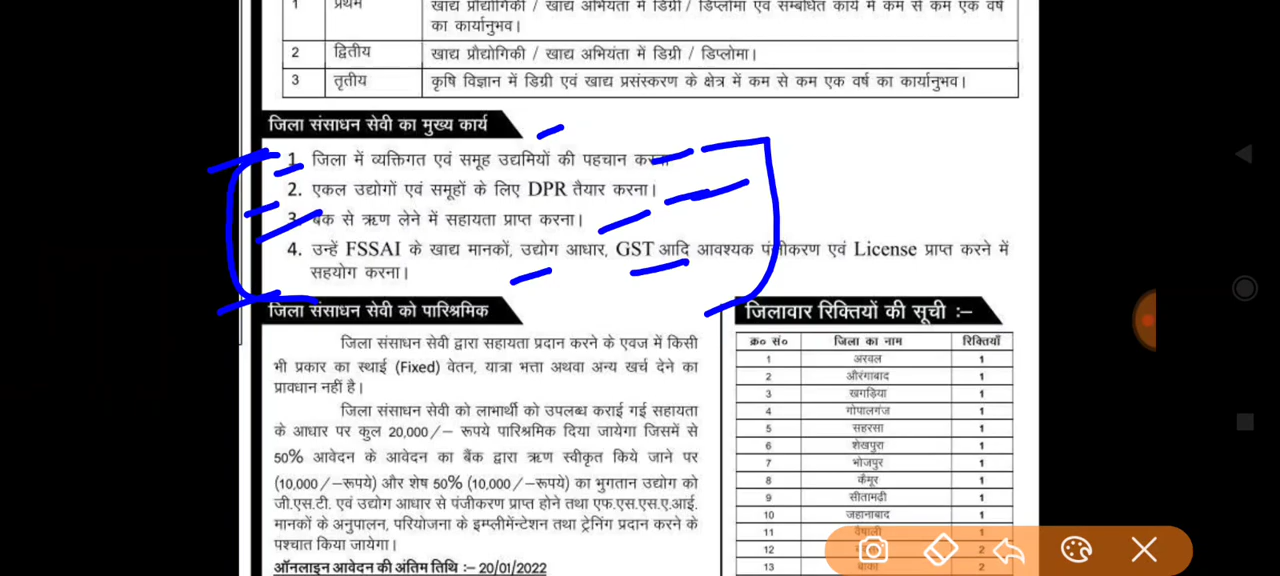 1 प्रथम खाद्य प्रौद्योगिकी / खाद्य अभियंता में डिग्री / डिप्लोमा एवं सम्बंधित कार्य में कम से कम एक वर्ष
का कार्यानुभव।
2 द्वितीय खाद्य प्रौद्योगिकी / खाद्य अभियंता में डिग्री / डिप्लोमा।
3 तृतीय कृषि विज्ञान में डिग्री एवं खाद्य प्रसंस्करण के क्षेत्र में कम से कम एक वर्ष का कार्यानुभव।
जिला संसाधन सेवी का मुख्य कार्य
1. जिला में व्यक्तिगत एवं समूह उद्यमियों की पहचान करना
2. एकल उद्योगों एवं समूहों के लिए DPR तैयार करना।
3. बैंक से ऋण लेने में सहायता प्राप्त करना।
4. उन्हें FSSAI के खाद्य मानकों, उद्योग आधार, GST आदि आवश्यक पंजीकरण एवं License प्राप्त करने में
सहयोग करना।
जिला संसाधन सेवी को पारिश्रमिक
जिला संसाधन सेवी द्वारा सहायता प्रदान करने के एवज में किसी
भी प्रकार का स्थाई (Fixed) वेतन, यात्रा भत्ता अथवा अन्य खर्च देने का
प्रावधान नहीं है।
जिला संसाधन सेवी को लाभार्थी को उपलब्ध कराई गई सहायता
के आधार पर कुल 20,000/– रूपये पारिश्रमिक दिया जायेगा जिसमें से
50% आवेदन के आवेदन का बैंक द्वारा ऋण स्वीकृत किये जाने पर
(10,000/–रूपये) और शेष 50% (10,000/–रूपये) का भुगतान उद्योग को
जी.एस.टी. एवं उद्योग आधार से पंजीकरण प्राप्त होने तथा एफ.एस.एस.ए.आई.
मानकों के अनुपालन, परियोजना के इम्प्लीमेंन्टेशन तथा ट्रेनिंग प्रदान करने के
पश्चात किया जायेगा।
ऑनलाइन आवेदन की अंतिम तिथि :– 20/01/2022
जिलावार रिक्तियों की सूची :–
क्र० सं० जिला का नाम रिक्तियाँ
1 अरवल 1
2 औरंगाबाद 1
3 खगड़िया 1
4 गोपालगंज 1
5 सहरसा 1
6 शेखपुरा 1
7 भोजपुर 1
8 कैमूर 1
9 सीतामढी 1
10 जहानाबाद 1
11 वैशाली 1
12 2
13 बांका 2